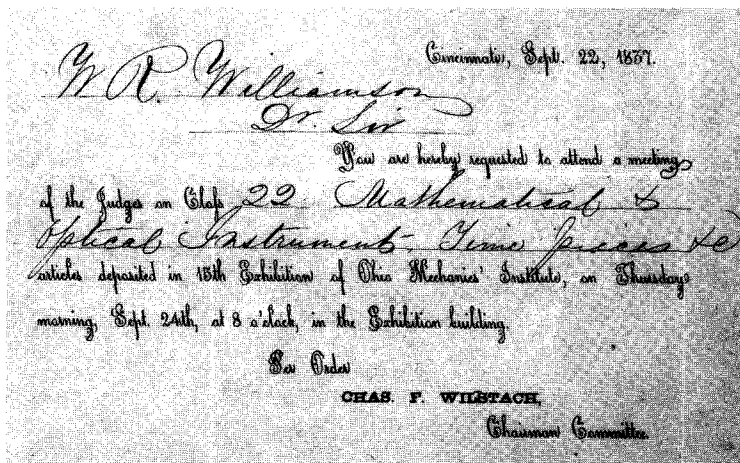 Cincinnati, Sept. 22, 1857.
W R. Williamson
Dr. Sir
You are hereby requested to attend a meeting
of the Judges on Class 22 Mathematical &
Optical Instruments, Time pieces &c
articles deposited in 15th Exhibition of Ohio Mechanics' Institute, on Thursday
morning, Sept. 24th, at 8 o'clock, in the Exhibition building.
Per Order
CHAS. F. WILSTACH,
Chairman Committee.